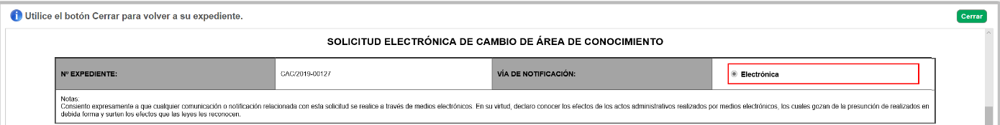 Utilice el botón Cerrar para volver a su expediente.
Cerrar
SOLICITUD ELECTRÓNICA DE CAMBIO DE ÁREA DE CONOCIMIENTO
Nº EXPEDIENTE:
CAC/2019-00127
VÍA DE NOTIFICACIÓN:
Electrónica
Notas:
Consiento expresamente a que cualquier comunicación o notificación relacionada con esta solicitud se realice a través de medios electrónicos. En su virtud, declaro conocer los efectos de los actos administrativos realizados por medios electrónicos, los cuales gozan de la presunción de realizados en
debida forma y surten los efectos que las leyes les reconocen.